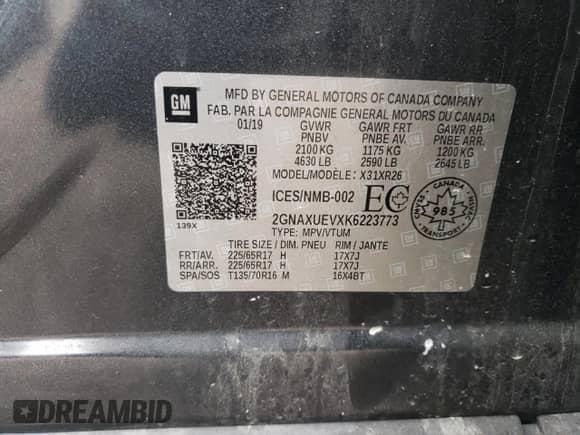 GM
MFD BY GENERAL MOTORS OF CANADA COMPANY
FAB. PAR LA COMPAGNIE GENERAL MOTORS DU CANADA
01/19 GVWR GAWR FRT GAWR RR
PNBV PNBE AV. PNBE ARR.
2100 KG 1175 KG 1200 KG
4630 LB 2590 LB 2645 LB
MODEL/MODÈLE: X31XR26
ICES/NMB-002 EC
CANADA
985
TRANSPORT
139X
2GNAXUEVXK6223773
TYPE: MPV/VTUM
TIRE SIZE / DIM. PNEU RIM / JANTE
FRT/AV. 225/65R17 H 17X7J
RR/ARR. 225/65R17 H 17X7J
SPA/SOS T135/70R16 M 16X4BT
DREAMBID